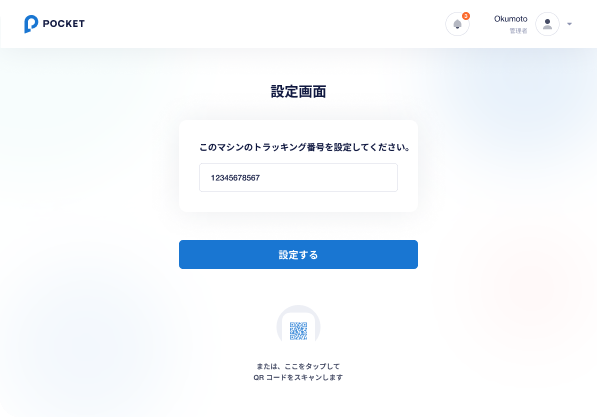 POCKET
3
Okumoto
管理者
設定画面
このマシンのトラッキング番号を設定してください。
12345678567
設定する
または、ここをタップして
QR コードをスキャンします